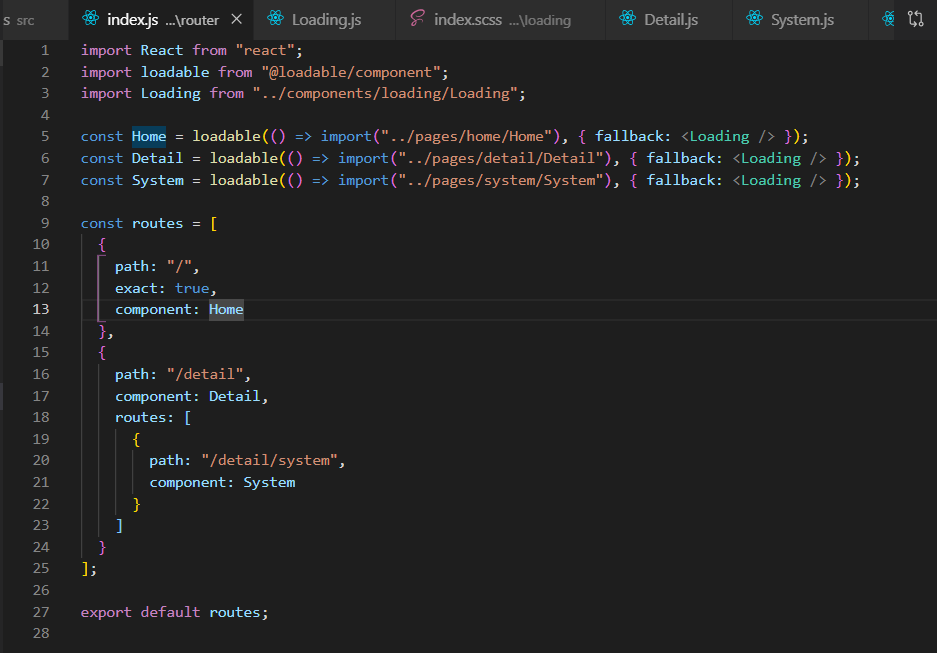 s src index.js ...\router Loading.js index.scss ...\loading Detail.js System.js
1 import React from "react";
2 import loadable from "@loadable/component";
3 import Loading from "../components/loading/Loading";
4
5 const Home = loadable(() => import("../pages/home/Home"), { fallback: <Loading /> });
6 const Detail = loadable(() => import("../pages/detail/Detail"), { fallback: <Loading /> });
7 const System = loadable(() => import("../pages/system/System"), { fallback: <Loading /> });
8
9 const routes = [
10   {
11     path: "/",
12     exact: true,
13     component: Home
14   },
15   {
16     path: "/detail",
17     component: Detail,
18     routes: [
19       {
20         path: "/detail/system",
21         component: System
22       }
23     ]
24   }
25 ];
26
27 export default routes;
28